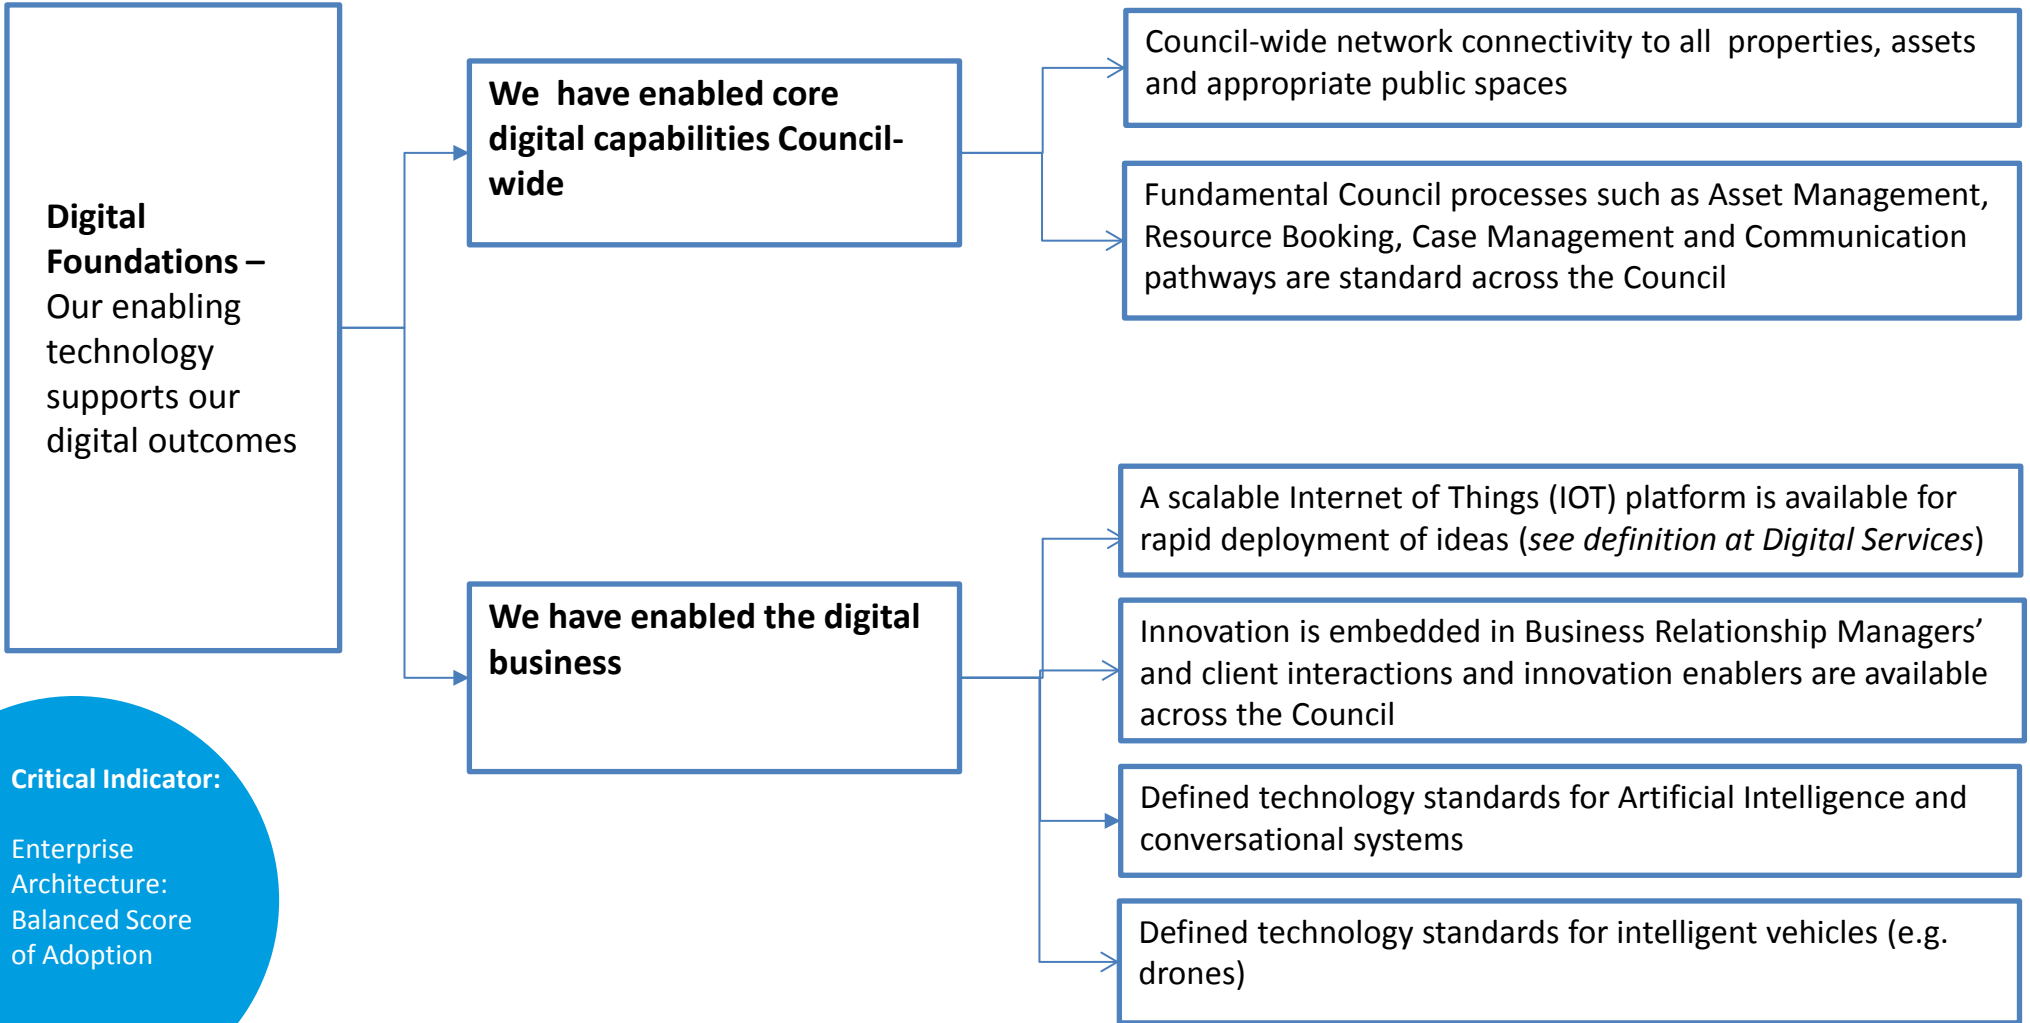 Digital
Foundations –
Our enabling
technology
supports our
digital outcomes
We have enabled core
digital capabilities Council-
wide
Council-wide network connectivity to all properties, assets
and appropriate public spaces
Fundamental Council processes such as Asset Management,
Resource Booking, Case Management and Communication
pathways are standard across the Council
We have enabled the digital
business
A scalable Internet of Things (IOT) platform is available for
rapid deployment of ideas (see definition at Digital Services)
Innovation is embedded in Business Relationship Managers’
and client interactions and innovation enablers are available
across the Council
Defined technology standards for Artificial Intelligence and
conversational systems
Defined technology standards for intelligent vehicles (e.g.
drones)
Critical Indicator:
Enterprise
Architecture:
Balanced Score
of Adoption